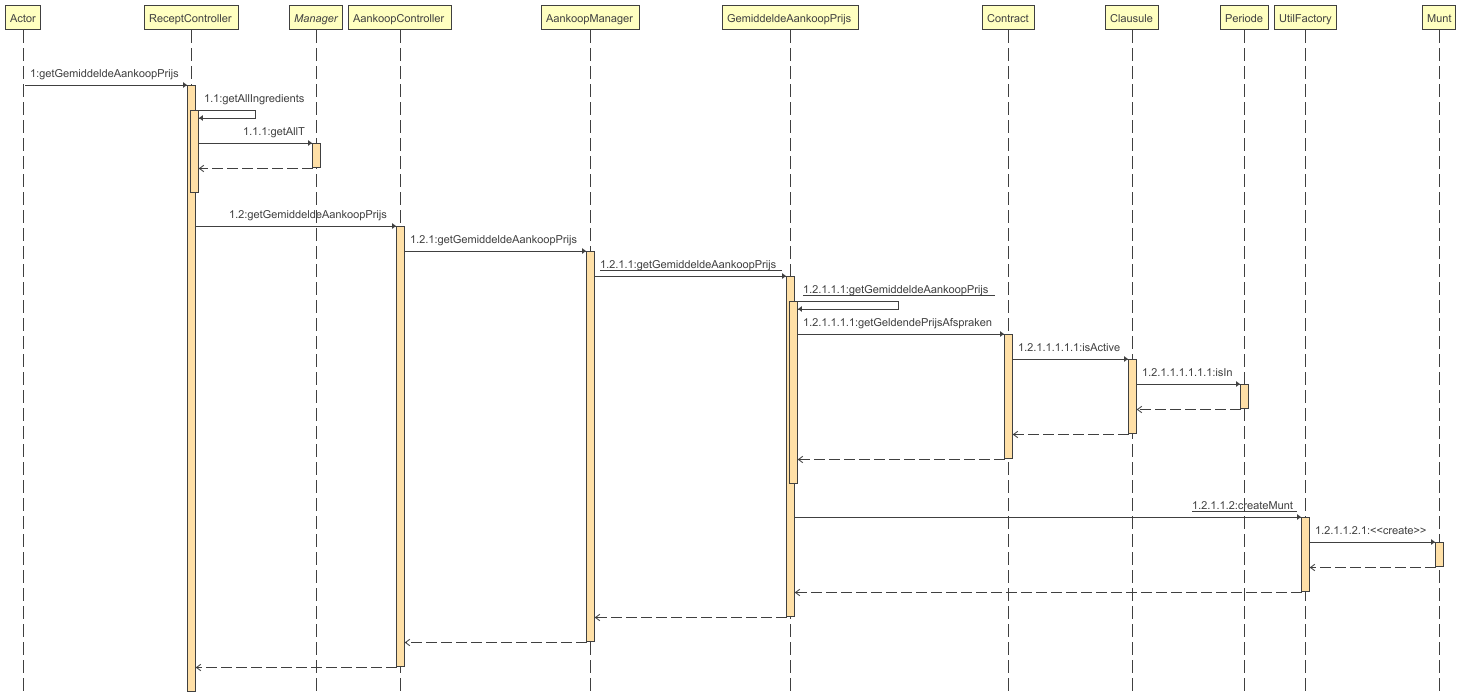 Actor
ReceptController
Manager
AankoopController
AankoopManager
GemiddeldeAankoopPrijs
Contract
Clausule
Periode
UtilFactory
Munt
1:getGemiddeldeAankoopPrijs
1.1:getAllIngredients
1.1.1:getAllT
1.2:getGemiddeldeAankoopPrijs
1.2.1:getGemiddeldeAankoopPrijs
1.2.1.1:getGemiddeldeAankoopPrijs
1.2.1.1.1:getGemiddeldeAankoopPrijs
1.2.1.1.1.1:getGeldendePrijsAfspraken
1.2.1.1.1.1.1:isActive
1.2.1.1.1.1.1.1:isIn
1.2.1.1.2:createMunt
1.2.1.1.2.1:<<create>>